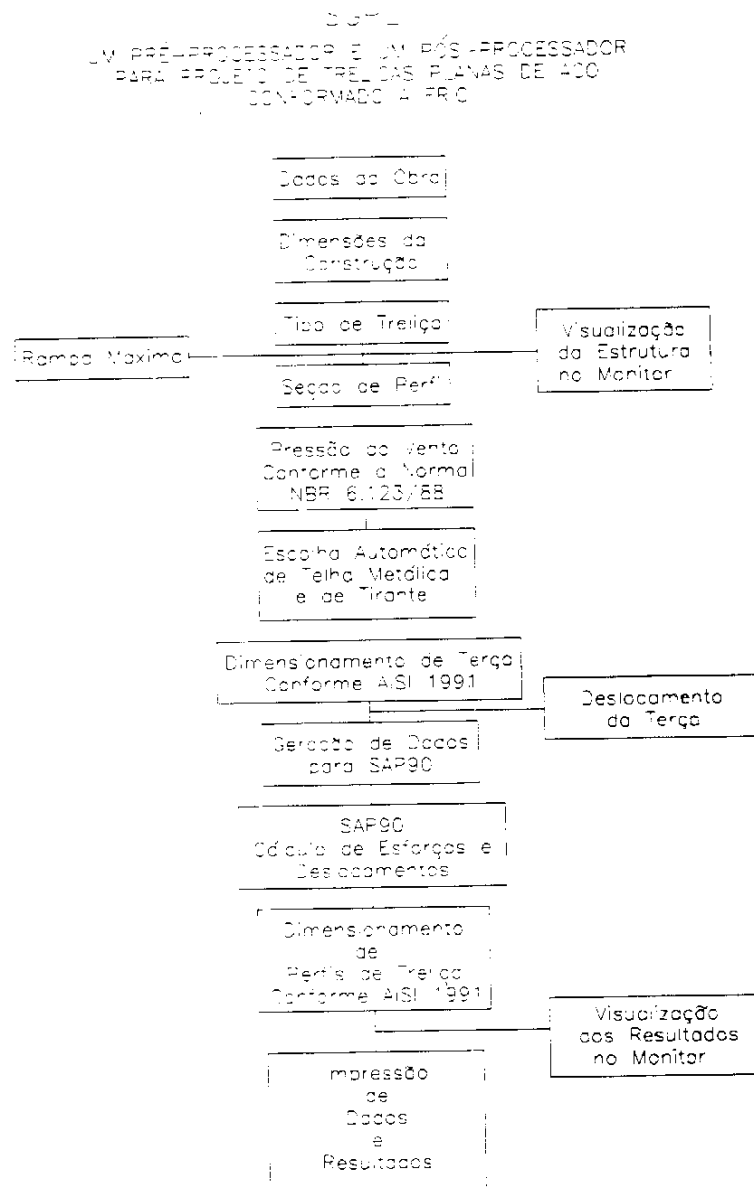 UM PRÉ-PROCESSADOR E UM PÓS-PROCESSADOR
PARA PROJETO DE TRELIÇAS PLANAS DE AÇO
CONFORMADO A FRIO
Dados da Obra
Dimensões da
Construção
Tipo de Treliça
Rampa Maxima
Visualização
da Estrutura
no Monitor
Seção de Perfil
Pressão do Vento
Conforme a Norma
NBR 6.123/88
Escolha Automática
de Telha Metálica
e de Tirante
Dimensionamento de Terça
Conforme AISI 1991
Deslocamento
da Terça
Geração de Dados
para SAP90
SAP90
Cálculo de Esforços e
Deslocamentos
Dimensionamento
de
Perfis de Treliça
Conforme AISI 1991
Visualização
dos Resultados
no Monitor
Impressão
de
Dados
e
Resultados